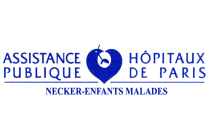 ASSISTANCE PUBLIQUE
HÔPITAUX DE PARIS
NECKER-ENFANTS MALADES